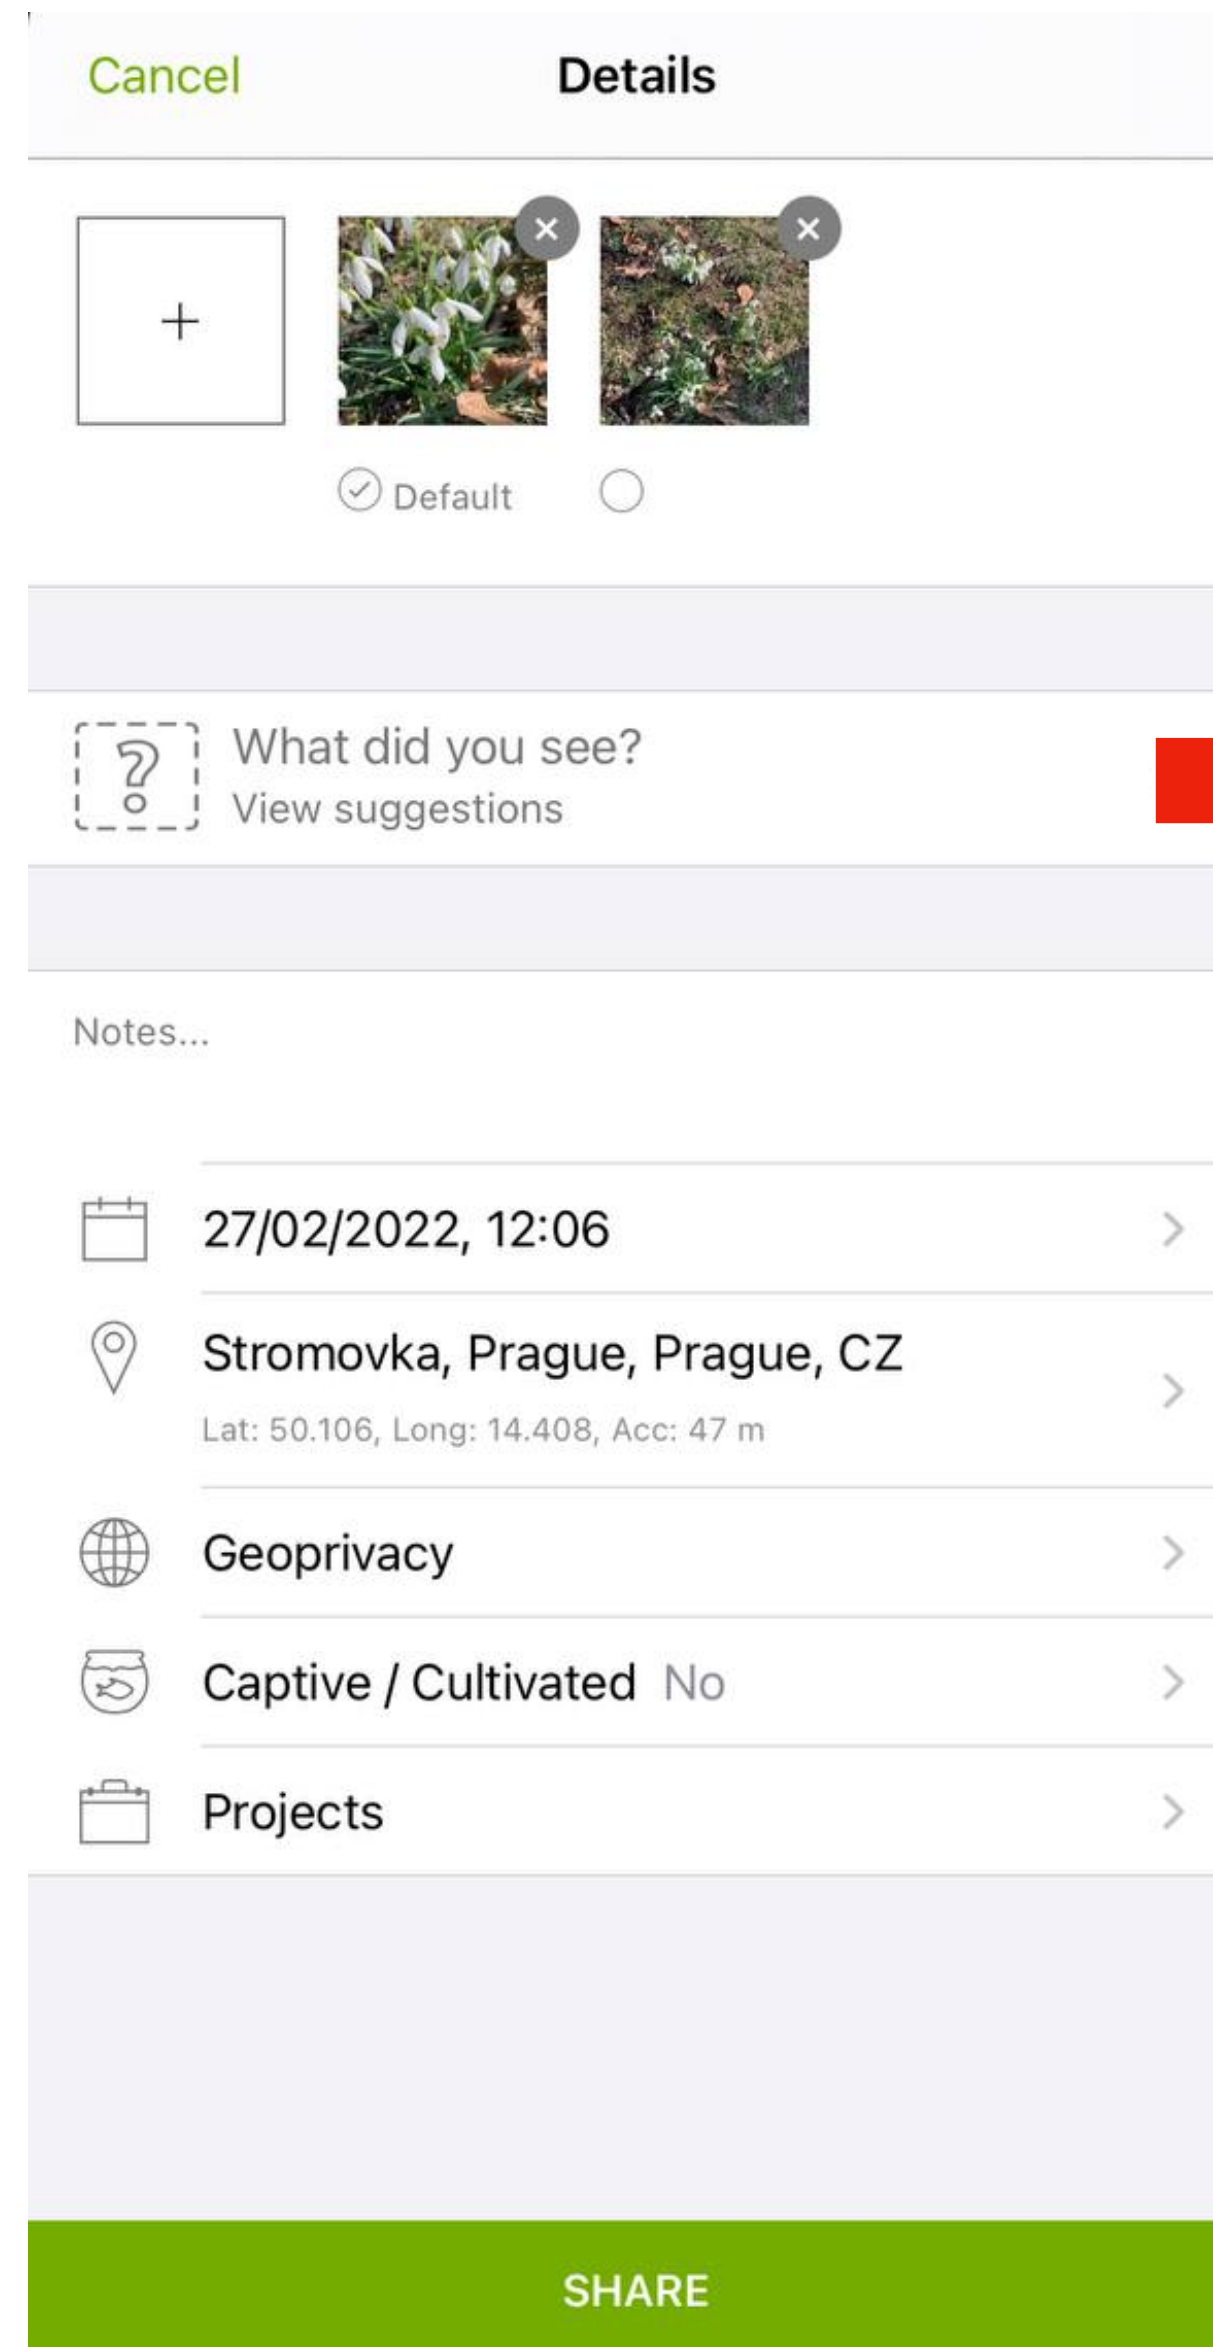 Cancel
Details
+
Default
?
What did you see?
View suggestions
Notes...
27/02/2022, 12:06
Stromovka, Prague, Prague, CZ
Lat: 50.106, Long: 14.408, Acc: 47 m
Geoprivacy
Captive / Cultivated No
Projects
SHARE